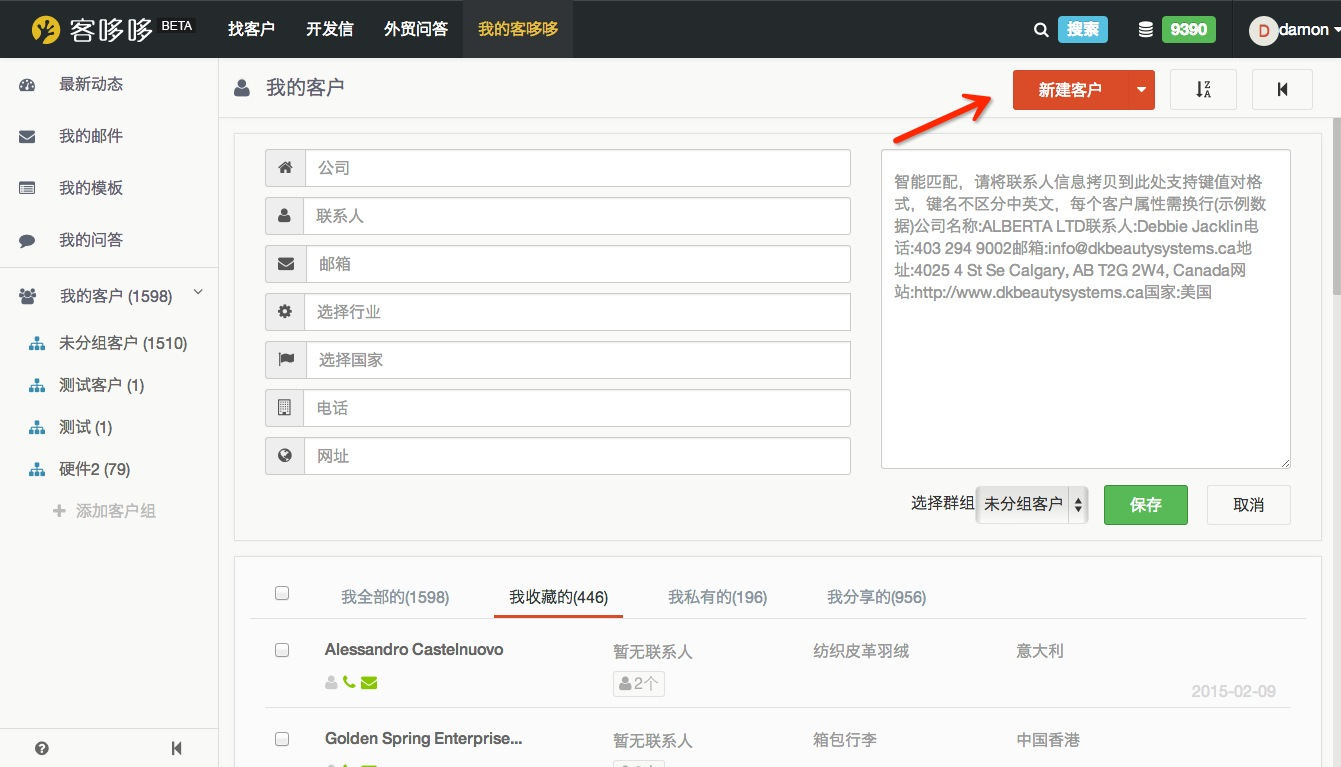 客哆哆 BETA 找客户 开发信 外贸问答 我的客哆哆 搜索 9390 D damon
最新动态
我的邮件
我的模板
我的问答
我的客户 (1598)
未分组客户 (1510)
测试客户 (1)
测试 (1)
硬件2 (79)
添加客户组
我的客户 新建客户
公司
联系人
邮箱
选择行业
选择国家
电话
网址
智能匹配，请将联系人信息拷贝到此处支持键值对格
式，键名不区分中英文，每个客户属性需换行(示例数
据)公司名称:ALBERTA LTD联系人:Debbie Jacklin电
话:403 294 9002邮箱:info@dkbeautysystems.ca地
址:4025 4 St Se Calgary, AB T2G 2W4, Canada网
站:http://www.dkbeautysystems.ca国家:美国
选择群组 未分组客户 保存 取消
我全部的(1598) 我收藏的(446) 我私有的(196) 我分享的(956)
Alessandro Castelnuovo 暂无联系人 纺织皮革羽绒 意大利
2个 2015-02-09
Golden Spring Enterprise... 暂无联系人 箱包行李 中国香港